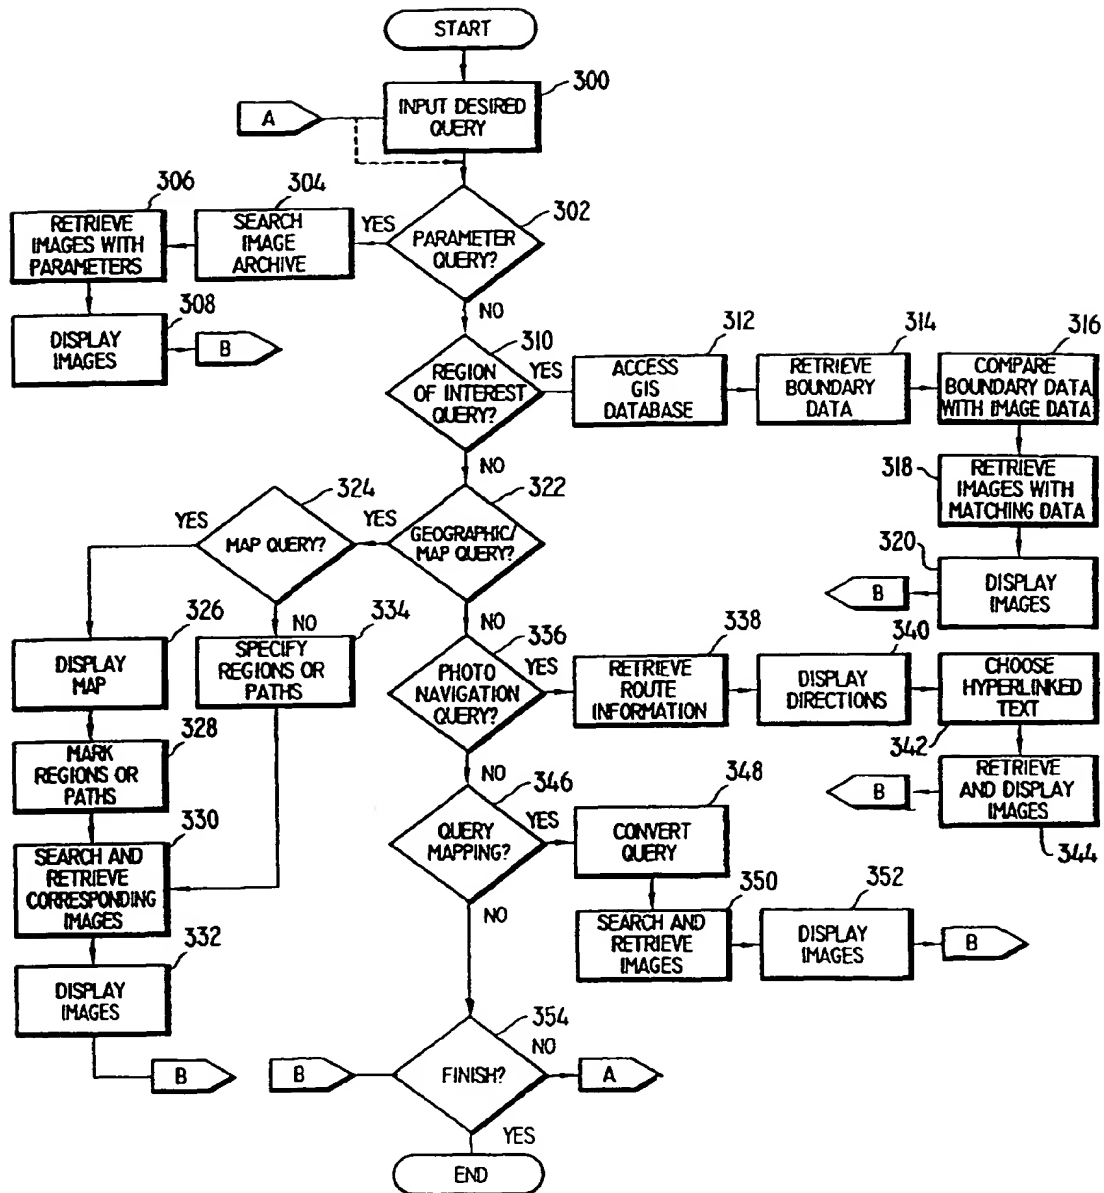 START
300
INPUT DESIRED
QUERY
A
306
304
302
RETRIEVE
IMAGES WITH
PARAMETERS
SEARCH
IMAGE
ARCHIVE
YES
PARAMETER
QUERY?
308
NO
DISPLAY
IMAGES
B
310
312
314
316
REGION
OF INTEREST
QUERY?
YES
ACCESS
GIS
DATABASE
RETRIEVE
BOUNDARY
DATA
COMPARE
BOUNDARY DATA
WITH IMAGE DATA
NO
318
RETRIEVE
IMAGES WITH
MATCHING DATA
324
322
YES
MAP QUERY?
YES
GEOGRAPHIC/
MAP QUERY?
320
DISPLAY
IMAGES
B
326
NO
334
NO
336
338
340
DISPLAY
MAP
SPECIFY
REGIONS OR
PATHS
PHOTO
NAVIGATION
QUERY?
YES
RETRIEVE
ROUTE
INFORMATION
DISPLAY
DIRECTIONS
CHOOSE
HYPERLINKED
TEXT
342
328
MARK
REGIONS OR
PATHS
NO
346
348
B
RETRIEVE
AND DISPLAY
IMAGES
344
330
SEARCH AND
RETRIEVE
CORRESPONDING
IMAGES
QUERY
MAPPING?
YES
CONVERT
QUERY
NO
350
352
332
SEARCH AND
RETRIEVE
IMAGES
DISPLAY
IMAGES
B
DISPLAY
IMAGES
354
B
B
FINISH?
NO
A
YES
END